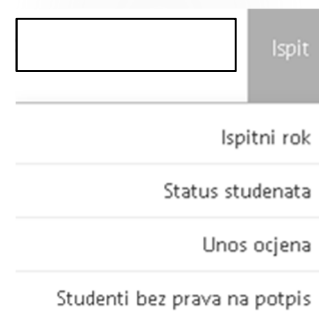 Ispit
Ispitni rok
Status studenata
Unos ocjena
Studenti bez prava na potpis